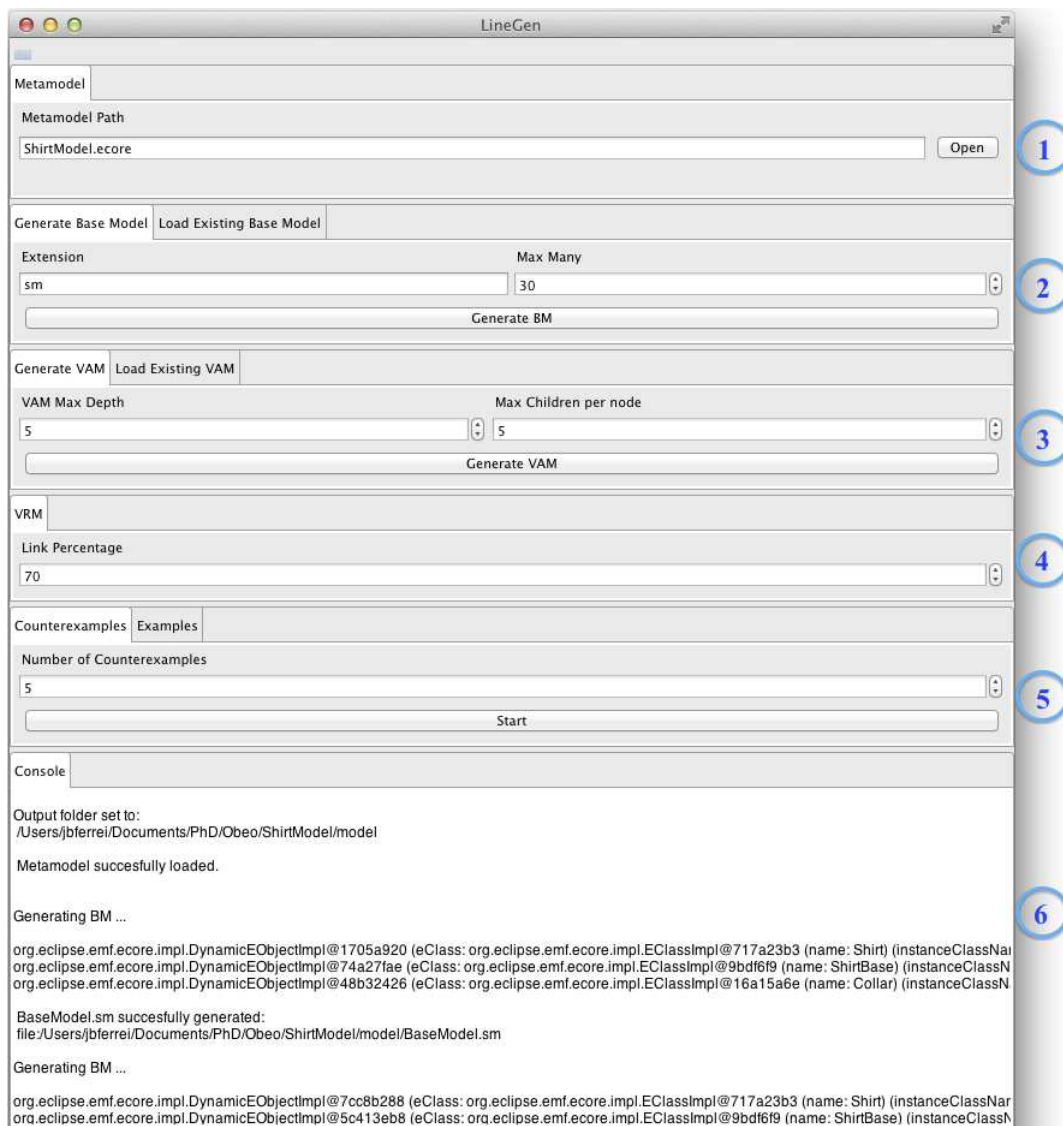 LineGen
Metamodel
Metamodel Path
ShirtModel.ecore
Open
1
Generate Base Model
Load Existing Base Model
Extension
Max Many
sm
30
2
Generate BM
Generate VAM
Load Existing VAM
VAM Max Depth
Max Children per node
5
5
3
Generate VAM
VRM
Link Percentage
70
4
Counterexamples
Examples
Number of Counterexamples
5
5
Start
Console
Output folder set to:
/Users/jbferrei/Documents/PhD/Obeo/ShirtModel/model
Metamodel succesfully loaded.
Generating BM ...
6
org.eclipse.emf.ecore.impl.DynamicEObjectImpl@1705a920 (eClass: org.eclipse.emf.ecore.impl.EClassImpl@717a23b3 (name: Shirt) (instanceClassNar
org.eclipse.emf.ecore.impl.DynamicEObjectImpl@74a27fae (eClass: org.eclipse.emf.ecore.impl.EClassImpl@9bdf6f9 (name: ShirtBase) (instanceClassN
org.eclipse.emf.ecore.impl.DynamicEObjectImpl@48b32426 (eClass: org.eclipse.emf.ecore.impl.EClassImpl@16a15a6e (name: Collar) (instanceClassN
BaseModel.sm succesfully generated:
file:/Users/jbferrei/Documents/PhD/Obeo/ShirtModel/model/BaseModel.sm
Generating BM ...
org.eclipse.emf.ecore.impl.DynamicEObjectImpl@7cc8b288 (eClass: org.eclipse.emf.ecore.impl.EClassImpl@717a23b3 (name: Shirt) (instanceClassNar
org.eclipse.emf.ecore.impl.DynamicEObjectImpl@5c413eb8 (eClass: org.eclipse.emf.ecore.impl.EClassImpl@9bdf6f9 (name: ShirtBase) (instanceClassN